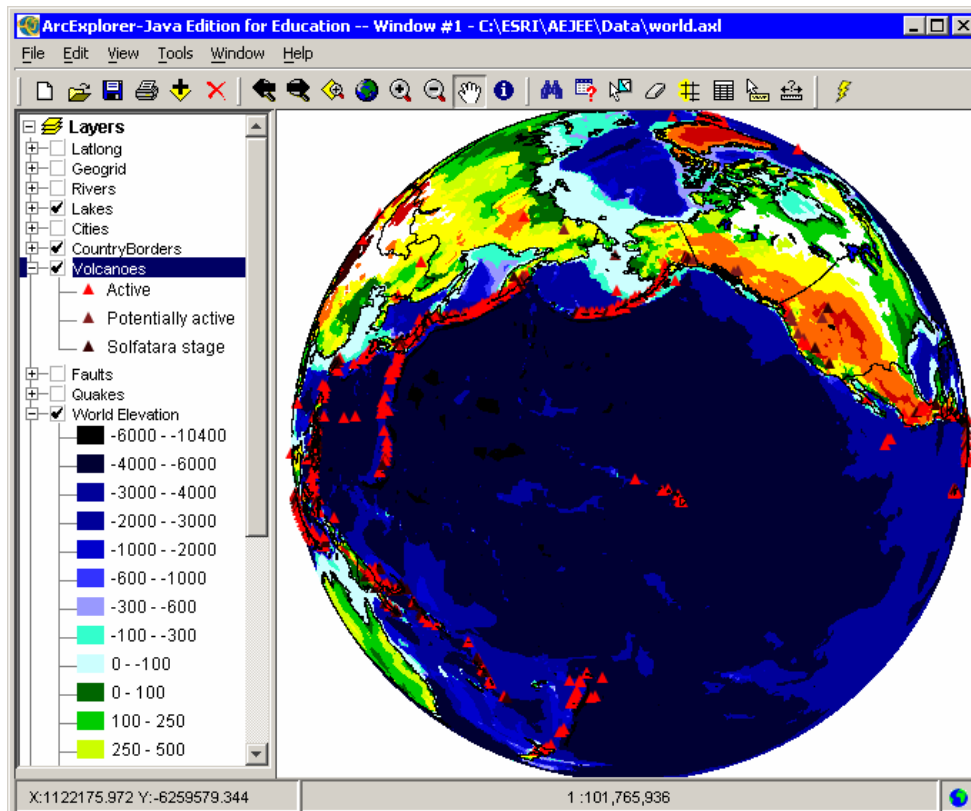 ArcExplorer-Java Edition for Education -- Window #1 - C:\ESRI\AEJEE\Data\world.axl
File Edit View Tools Window Help
Layers
Latlong
Geogrid
Rivers
Lakes
Cities
CountryBorders
Volcanoes
Active
Potentially active
Solfatara stage
Faults
Quakes
World Elevation
-6000 - -10400
-4000 - -6000
-3000 - -4000
-2000 - -3000
-1000 - -2000
-600 - -1000
-300 - -600
-100 - -300
0 - -100
0 - 100
100 - 250
250 - 500
X:1122175.972 Y:-6259579.344
1 :101,765,936